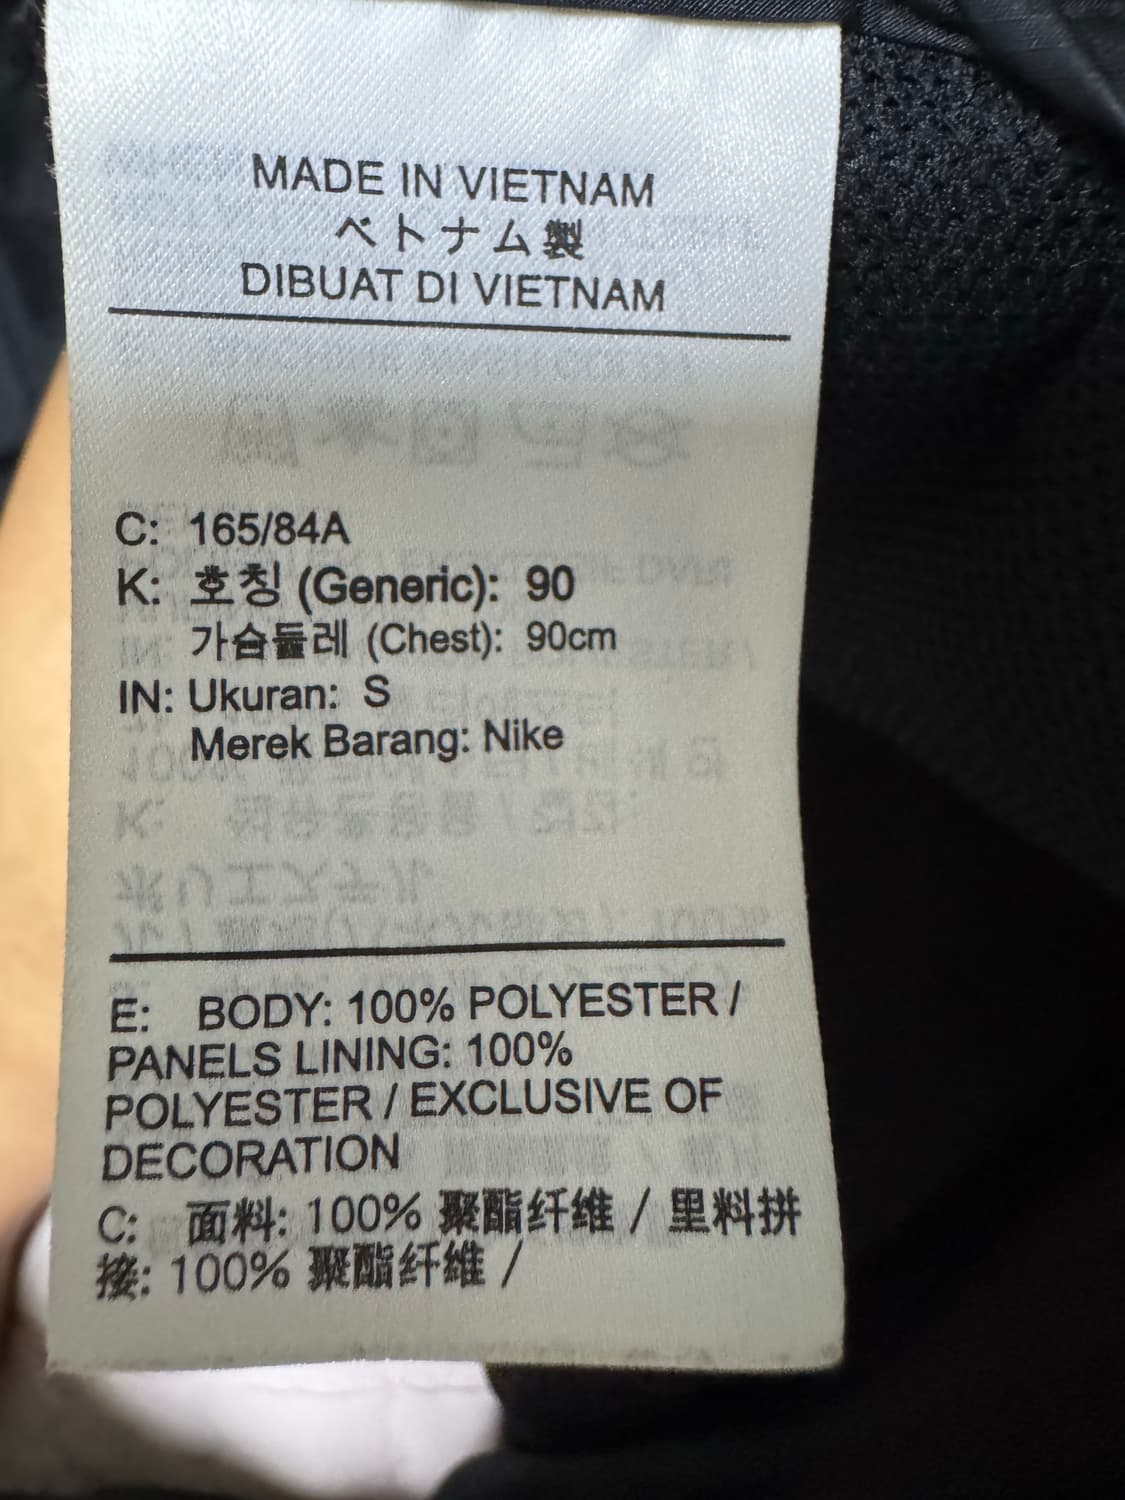 MADE IN VIETNAM
ベトナム製
DIBUAT DI VIETNAM
C: 165/84A
K: 호칭 (Generic): 90
가슴둘레 (Chest): 90cm
IN: Ukuran: S
Merek Barang: Nike
E: BODY: 100% POLYESTER /
PANELS LINING: 100%
POLYESTER / EXCLUSIVE OF
DECORATION
C: 面料: 100% 聚酯纤维 / 里料拼
接: 100% 聚酯纤维 /